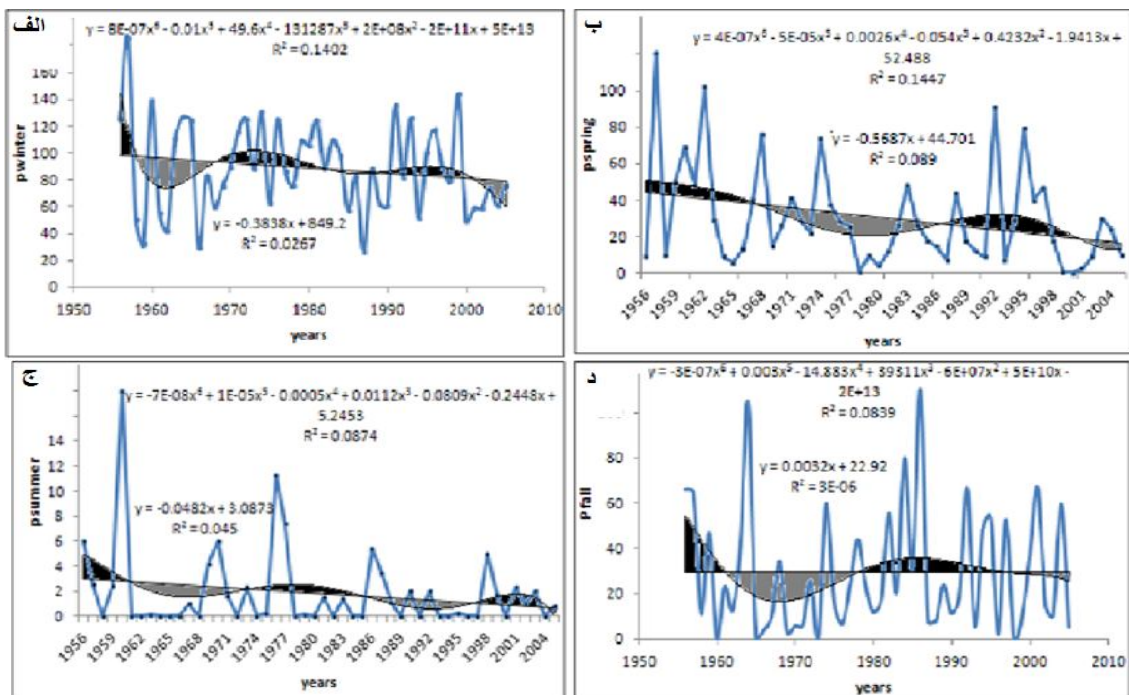 الف
y = 8E-07x⁶ - 0.01x⁵ + 49.6x⁴ - 131287x³ + 2E+08x² - 2E+11x + 5E+13
R² = 0.1402
pwinter
160
140
120
100
80
60
40
20
0
y = -0.3838x + 849.2
R² = 0.0267
1950 1960 1970 1980 1990 2000 2010
years
ب
y = 4E-07x⁶ - 5E-05x⁵ + 0.0026x⁴ - 0.054x³ + 0.4232x² - 1.9413x +
52.488
R² = 0.1447
pspring
100
80
60
40
20
0
y = -0.5687x + 44.701
R² = 0.089
1956 1959 1962 1965 1968 1971 1974 1977 1980 1983 1986 1989 1992 1995 1998 2001 2004
years
ج
y = -7E-08x⁶ + 1E-05x⁵ - 0.0005x⁴ + 0.0112x³ - 0.0809x² - 0.2448x +
5.2453
R² = 0.0874
psummer
14
12
10
8
6
4
2
0
y = -0.0482x + 3.0873
R² = 0.045
1956 1959 1962 1965 1968 1971 1974 1977 1980 1983 1986 1989 1992 1995 1998 2001 2004
years
د
y = -3E-07x⁶ + 0.003x⁵ - 14.883x⁴ + 39311x³ - 6E+07x² + 5E+10x -
2E+13
R² = 0.0839
Pfall
80
60
40
20
0
y = 0.0032x + 22.92
R² = 3E-06
1950 1960 1970 1980 1990 2000 2010
years